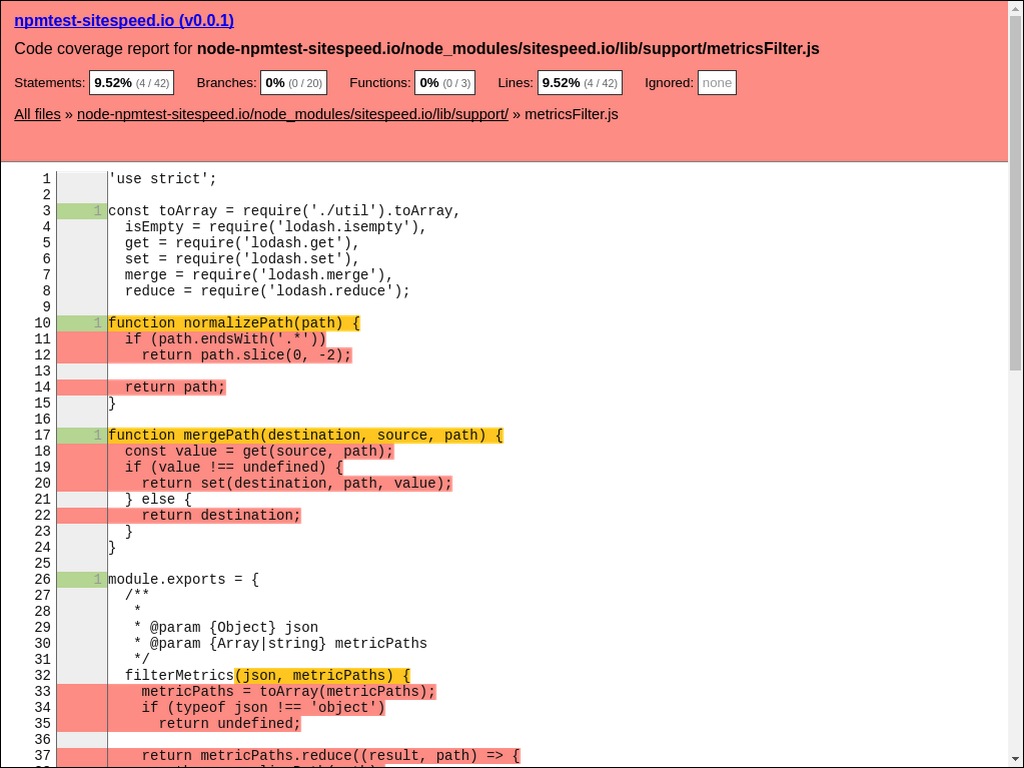 npmtest-sitespeed.io (v0.0.1)
Code coverage report for node-npmtest-sitespeed.io/node_modules/sitespeed.io/lib/support/metricsFilter.js
Statements: 9.52% (4 / 42) Branches: 0% (0 / 20) Functions: 0% (0 / 3) Lines: 9.52% (4 / 42) Ignored: none
All files » node-npmtest-sitespeed.io/node_modules/sitespeed.io/lib/support/ » metricsFilter.js
1 'use strict';
2
3 1 const toArray = require('./util').toArray,
4 isEmpty = require('lodash.isempty'),
5 get = require('lodash.get'),
6 set = require('lodash.set'),
7 merge = require('lodash.merge'),
8 reduce = require('lodash.reduce');
9
10 1 function normalizePath(path) {
11 if (path.endsWith('.*'))
12 return path.slice(0, -2);
13
14 return path;
15 }
16
17 1 function mergePath(destination, source, path) {
18 const value = get(source, path);
19 if (value !== undefined) {
20 return set(destination, path, value);
21 } else {
22 return destination;
23 }
24 }
25
26 1 module.exports = {
27 /**
28 *
29 * @param {Object} json
30 * @param {Array|string} metricPaths
31 */
32 filterMetrics(json, metricPaths) {
33 metricPaths = toArray(metricPaths);
34 if (typeof json !== 'object')
35 return undefined;
36
37 return metricPaths.reduce((result, path) => {